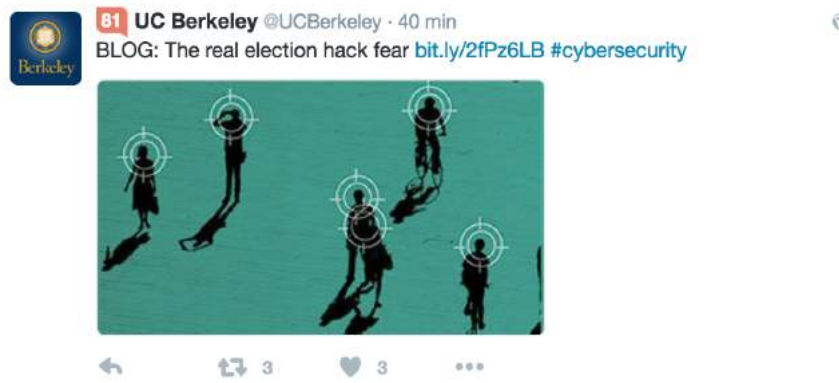 81 UC Berkeley @UCBerkeley · 40 min
BLOG: The real election hack fear bit.ly/2fPz6LB #cybersecurity
Berkeley
3 3